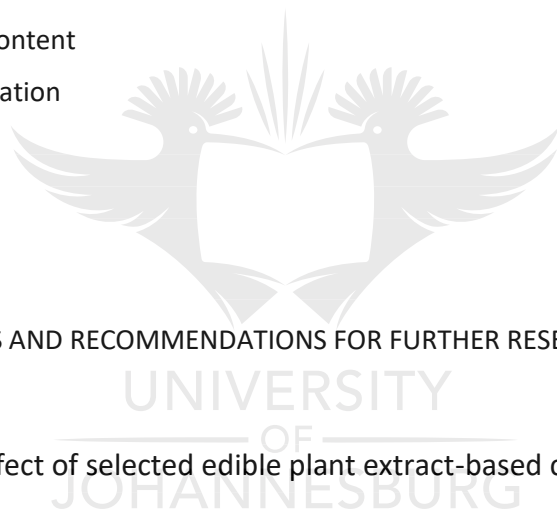 ontent
ation
S AND RECOMMENDATIONS FOR FURTHER RESE
UNIVERSITY
OF
fect of selected edible plant extract-based c
JOHANNESBURG